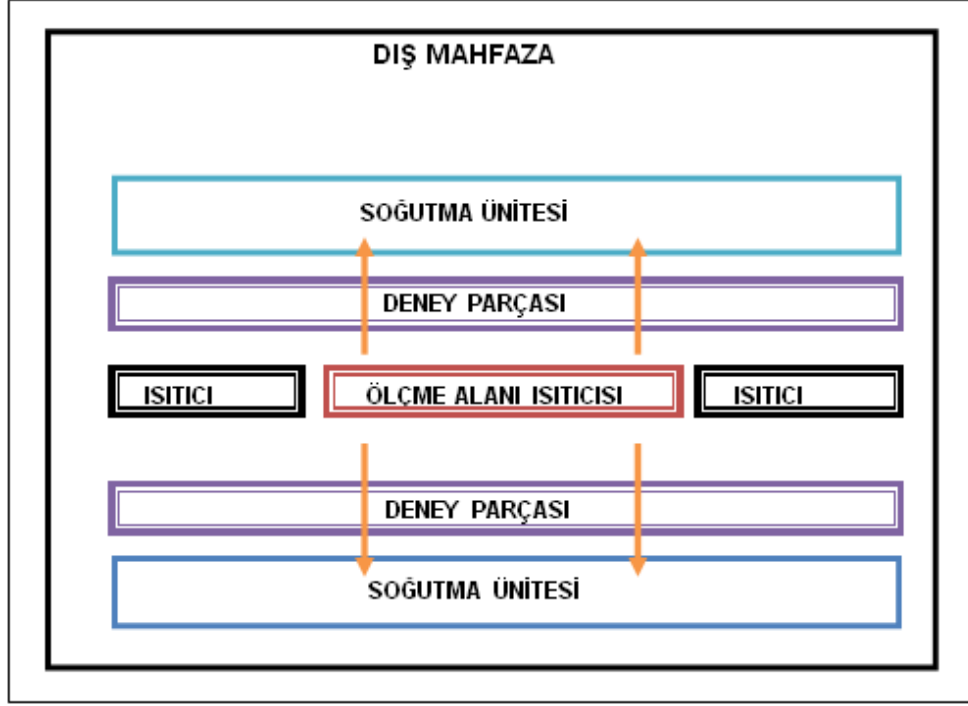 DIŞ MAHFAZA
SOĞUTMA ÜNİTESİ
DENEY PARÇASI
ISITICI
ÖLÇME ALANI ISITICISI
ISITICI
DENEY PARÇASI
SOĞUTMA ÜNİTESİ